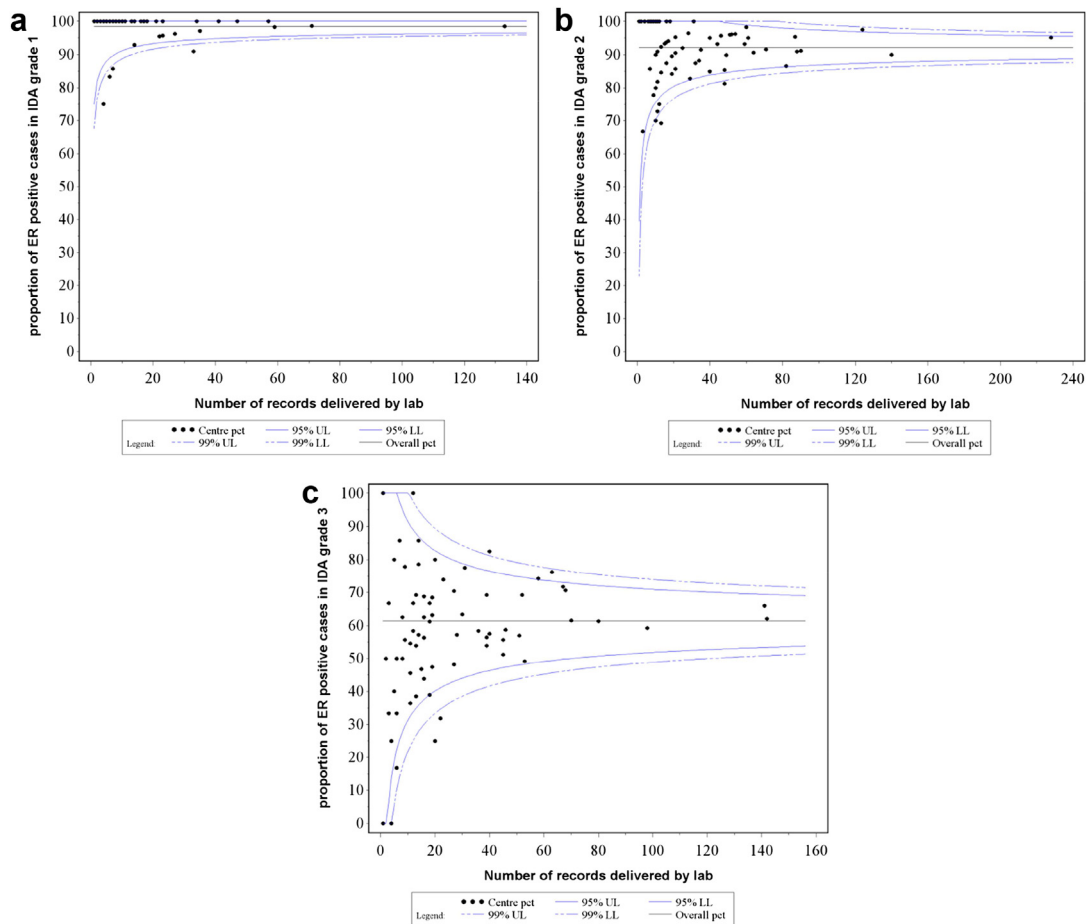 a
proportion of ER positive cases in IDA grade 1
100
90
80
70
60
50
40
30
20
10
0
0 20 40 60 80 100 120 140
Number of records delivered by lab
Centre pct 95% UL 95% LL
Legend: 99% UL 99% LL Overall pct
b
proportion of ER positive cases in IDA grade 2
100
90
80
70
60
50
40
30
20
10
0
0 40 80 120 160 200 240
Number of records delivered by lab
Centre pct 95% UL 95% LL
Legend: 99% UL 99% LL Overall pct
c
proportion of ER positive cases in IDA grade 3
100
90
80
70
60
50
40
30
20
10
0
0 20 40 60 80 100 120 140 160
Number of records delivered by lab
Centre pct 95% UL 95% LL
Legend: 99% UL 99% LL Overall pct